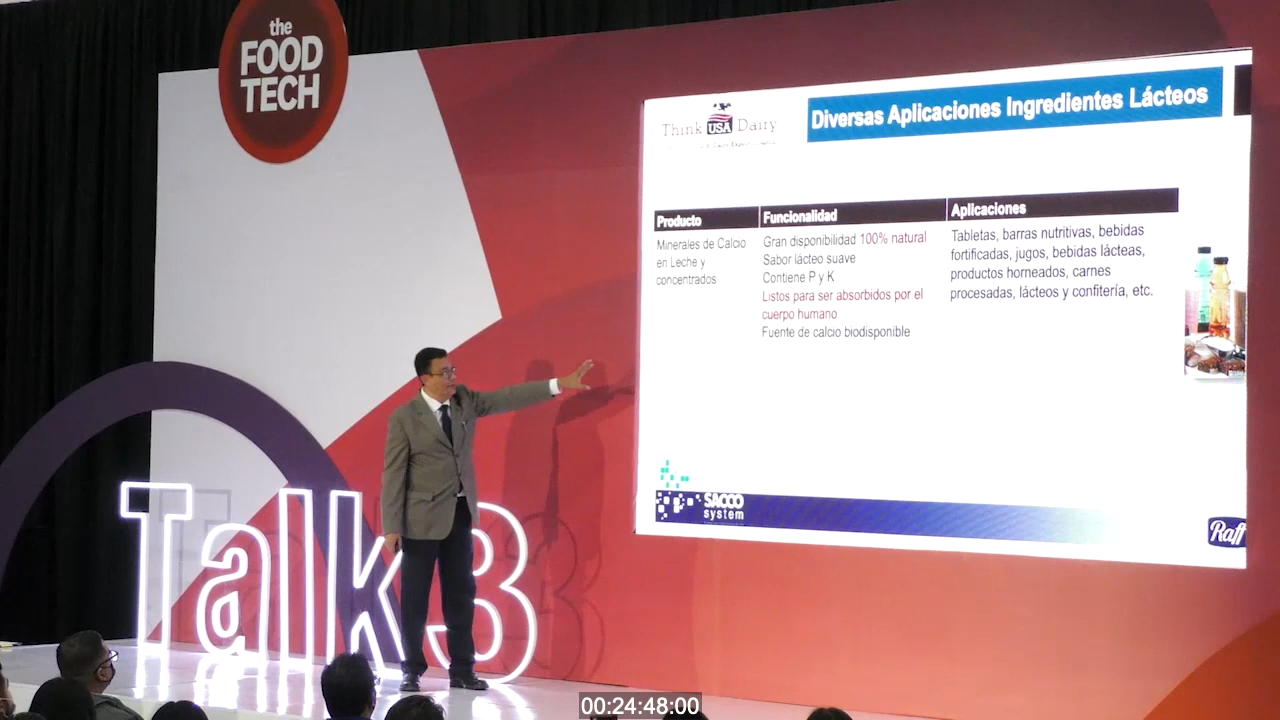 the
FOOD
TECH
Think USA Dairy
Diversas Aplicaciones Ingredientes Lácteos
Producto
Funcionalidad
Aplicaciones
Minerales de Calcio
en Leche y
concentrados
Gran disponibilidad 100% natural
Sabor lácteo suave
Contiene P y K
Listos para ser absorbidos por el
cuerpo humano
Fuente de calcio biodisponible
Tabletas, barras nutritivas, bebidas
fortificadas, jugos, bebidas lácteas,
productos horneados, carnes
procesadas, lácteos y confitería, etc.
SACCO
system
Raff
Talk3
00:24:48:00